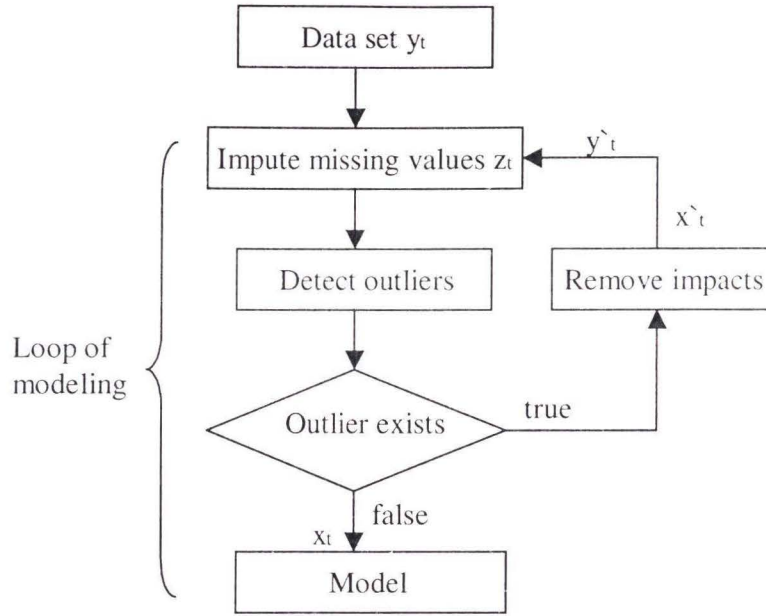 Data set yt
Impute missing values zt
y`t
x`t
Detect outliers
Remove impacts
Loop of
modeling
Outlier exists
true
false
xt
Model